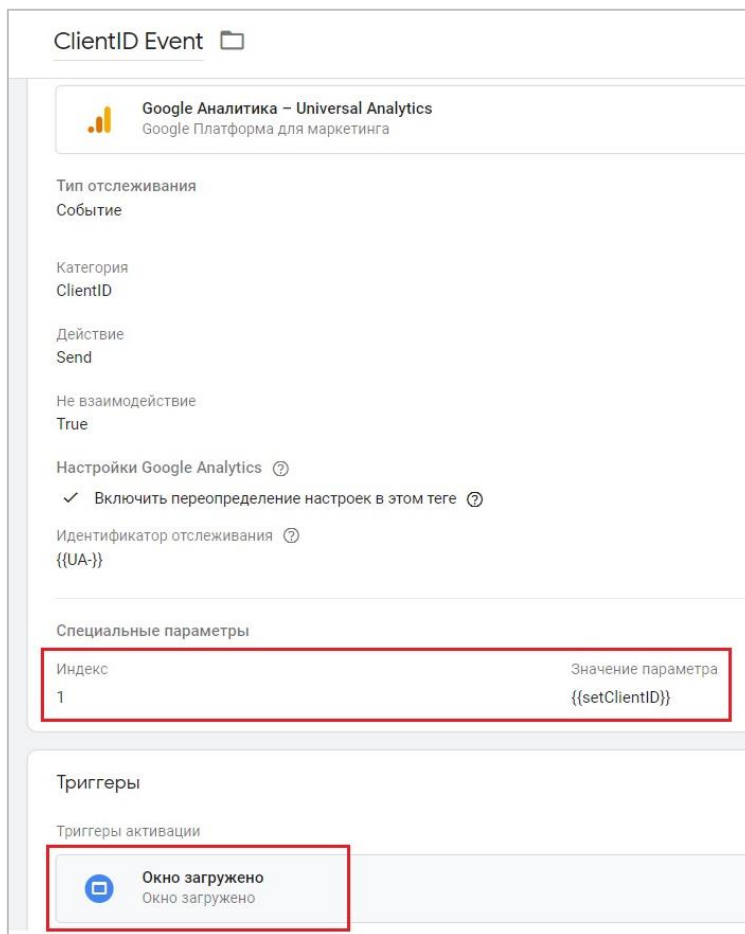 ClientID Event
Google Аналитика – Universal Analytics
Google Платформа для маркетинга
Тип отслеживания
Событие
Категория
ClientID
Действие
Send
Не взаимодействие
True
Настройки Google Analytics
Включить переопределение настроек в этом теге
Идентификатор отслеживания
{{UA-}}
Специальные параметры
Индекс Значение параметра
1 {{setClientID}}
Триггеры
Триггеры активации
Окно загружено
Окно загружено